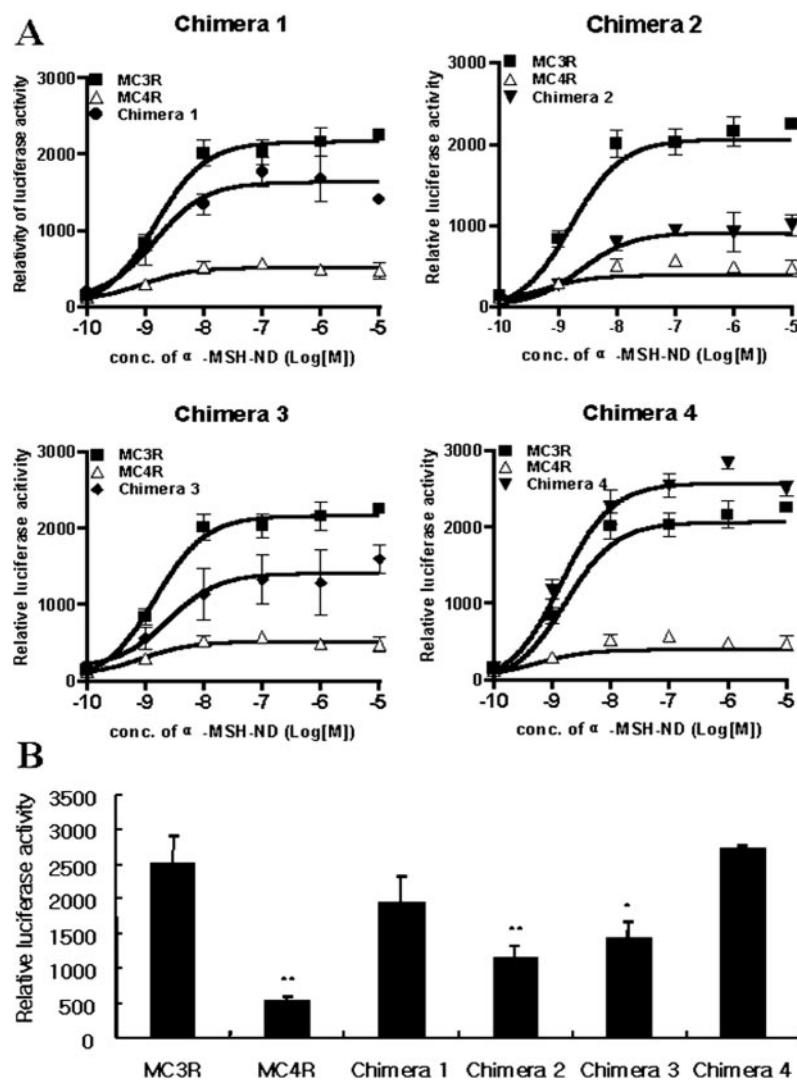 A
Chimera 1
3000
2000
1000
0
Relativity of luciferase activity
MC3R
MC4R
Chimera 1
-10 -9 -8 -7 -6 -5
conc. of α -MSH-ND (Log[M])
Chimera 2
3000
2000
1000
0
Relative luciferase activity
MC3R
MC4R
Chimera 2
-10 -9 -8 -7 -6 -5
conc. of α -MSH-ND (Log[M])
Chimera 3
3000
2000
1000
0
Relative luciferase acitivity
MC3R
MC4R
Chimera 3
-10 -9 -8 -7 -6 -5
conc. of α -MSH-ND (Log[M])
Chimera 4
3000
2000
1000
0
Relative luciferase activity
MC3R
MC4R
Chimera 4
-10 -9 -8 -7 -6 -5
conc. of α -MSH-ND (Log[M])
B
3500
3000
2500
2000
1500
1000
500
0
Relative luciferase activity
** ** *
MC3R MC4R Chimera 1 Chimera 2 Chimera 3 Chimera 4